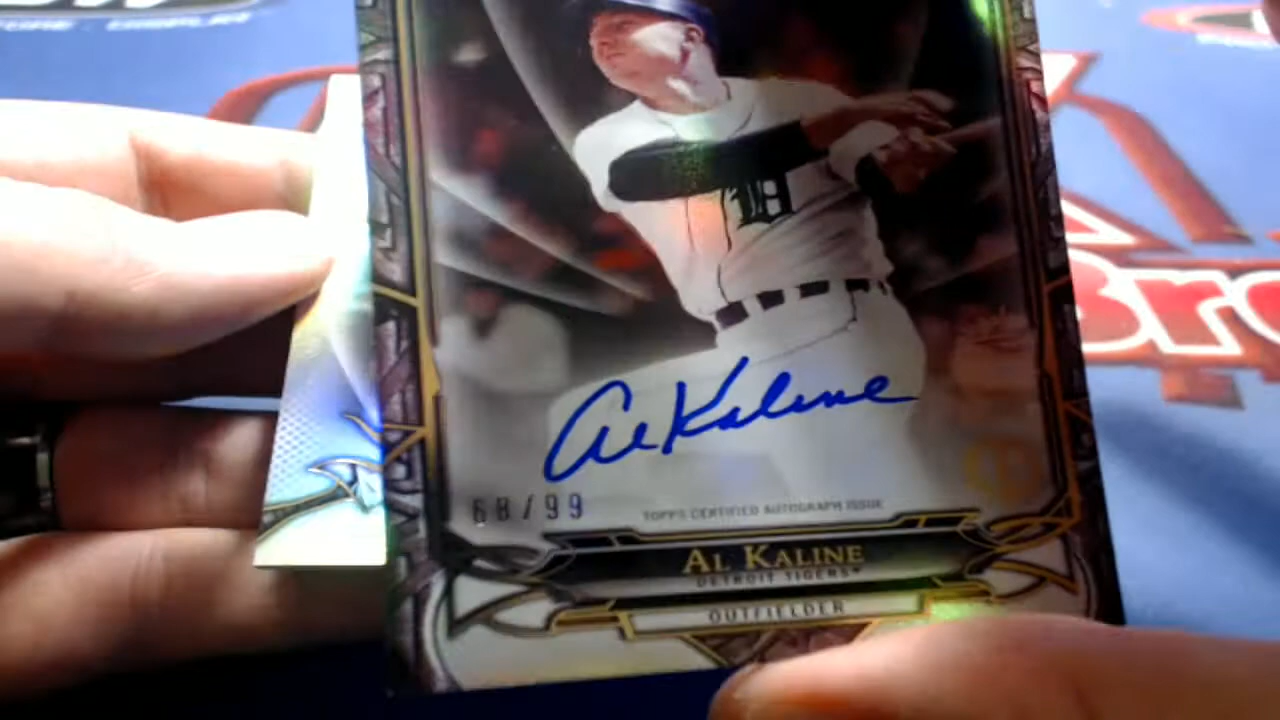 D
Al Kaline
68/99
TOPPS CERTIFIED AUTOGRAPH ISSUE
AL KALINE
DETROIT TIGERS
OUTFIELDER